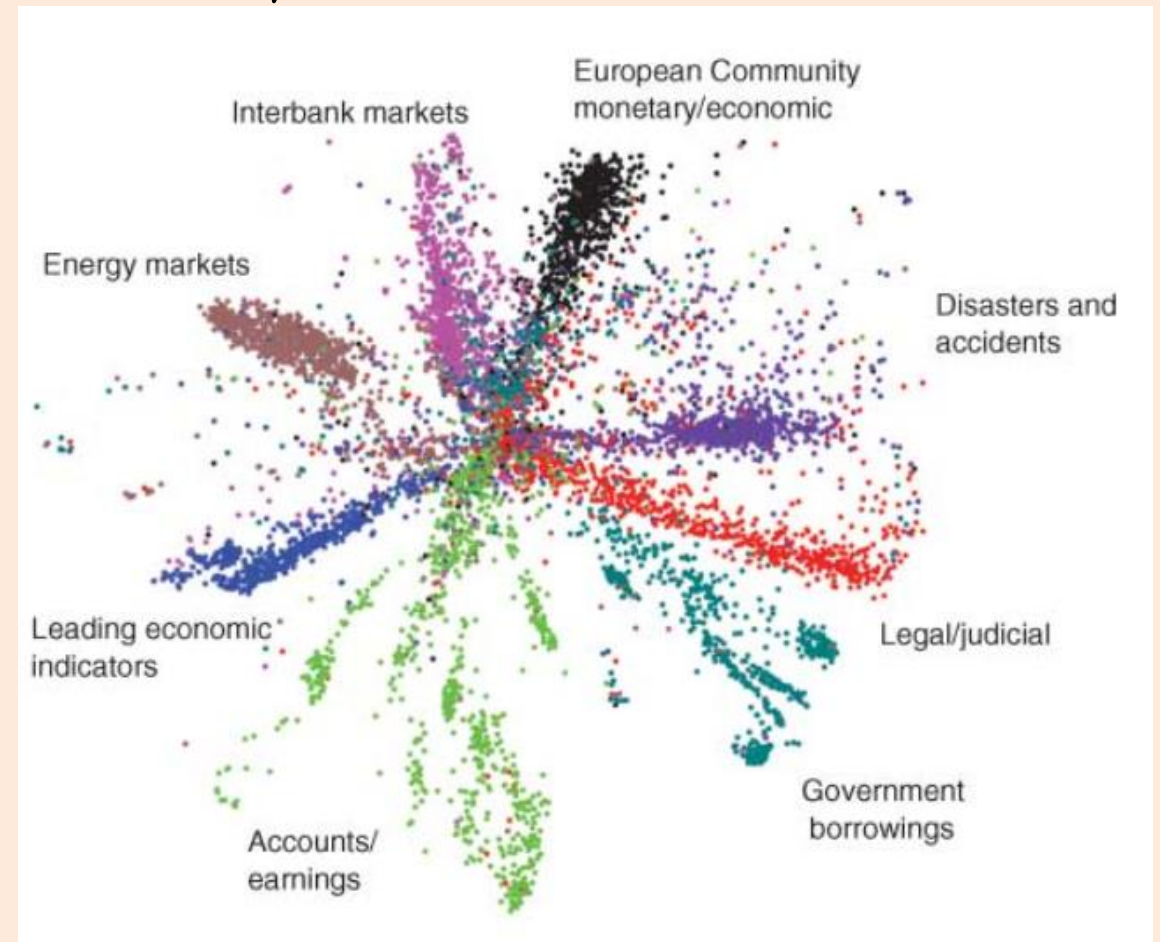 European Community
monetary/economic
Interbank markets
Energy markets
Disasters and
accidents
Leading economic
indicators
Legal/judicial
Government
borrowings
Accounts/
earnings